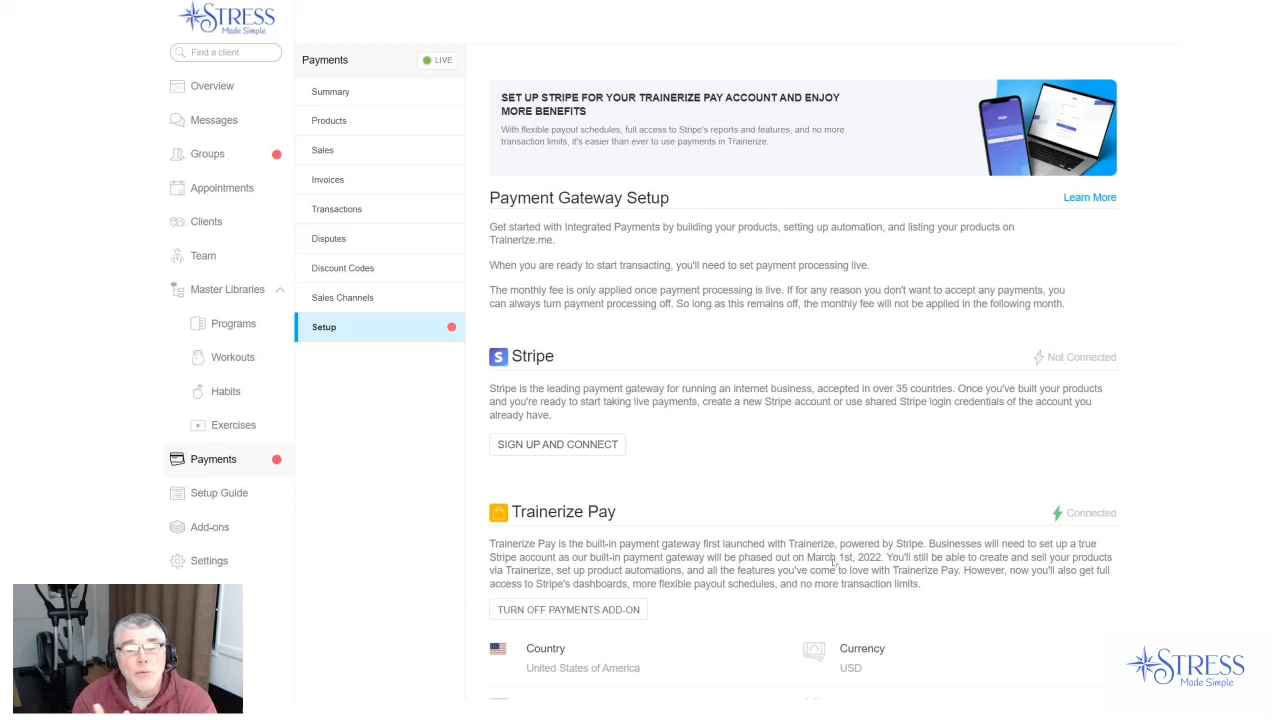 STRESS
Made Simple
Find a client
Overview
Messages
Groups
Appointments
Clients
Team
Master Libraries
Programs
Workouts
Habits
Exercises
Payments
Setup Guide
Add-ons
Settings
Payments
LIVE
Summary
Products
Sales
Invoices
Transactions
Disputes
Discount Codes
Sales Channels
Setup
SET UP STRIPE FOR YOUR TRAINERIZE PAY ACCOUNT AND ENJOY
MORE BENEFITS
With flexible payout schedules, full access to Stripe's reports and features, and no more
transaction limits, it's easier than ever to use payments in Trainerize.
Payment Gateway Setup
Learn More
Get started with Integrated Payments by building your products, setting up automation, and listing your products on
Trainerize.me.
When you are ready to start transacting, you'll need to set payment processing live.
The monthly fee is only applied once payment processing is live. If for any reason you don't want to accept any payments, you
can always turn payment processing off. So long as this remains off, the monthly fee will not be applied in the following month.
S
Stripe
Not Connected
Stripe is the leading payment gateway for running an internet business, accepted in over 35 countries. Once you've built your products
and you're ready to start taking live payments, create a new Stripe account or use shared Stripe login credentials of the account you
already have.
SIGN UP AND CONNECT
Trainerize Pay
Connected
Trainerize Pay is the built-in payment gateway first launched with Trainerize, powered by Stripe. Businesses will need to set up a true
Stripe account as our built-in payment gateway will be phased out on March 1st, 2022. You'll still be able to create and sell your products
via Trainerize, set up product automations, and all the features you've come to love with Trainerize Pay. However, now you'll also get full
access to Stripe's dashboards, more flexible payout schedules, and no more transaction limits.
TURN OFF PAYMENTS ADD-ON
Country
United States of America
Currency
USD
STRESS
Made Simple